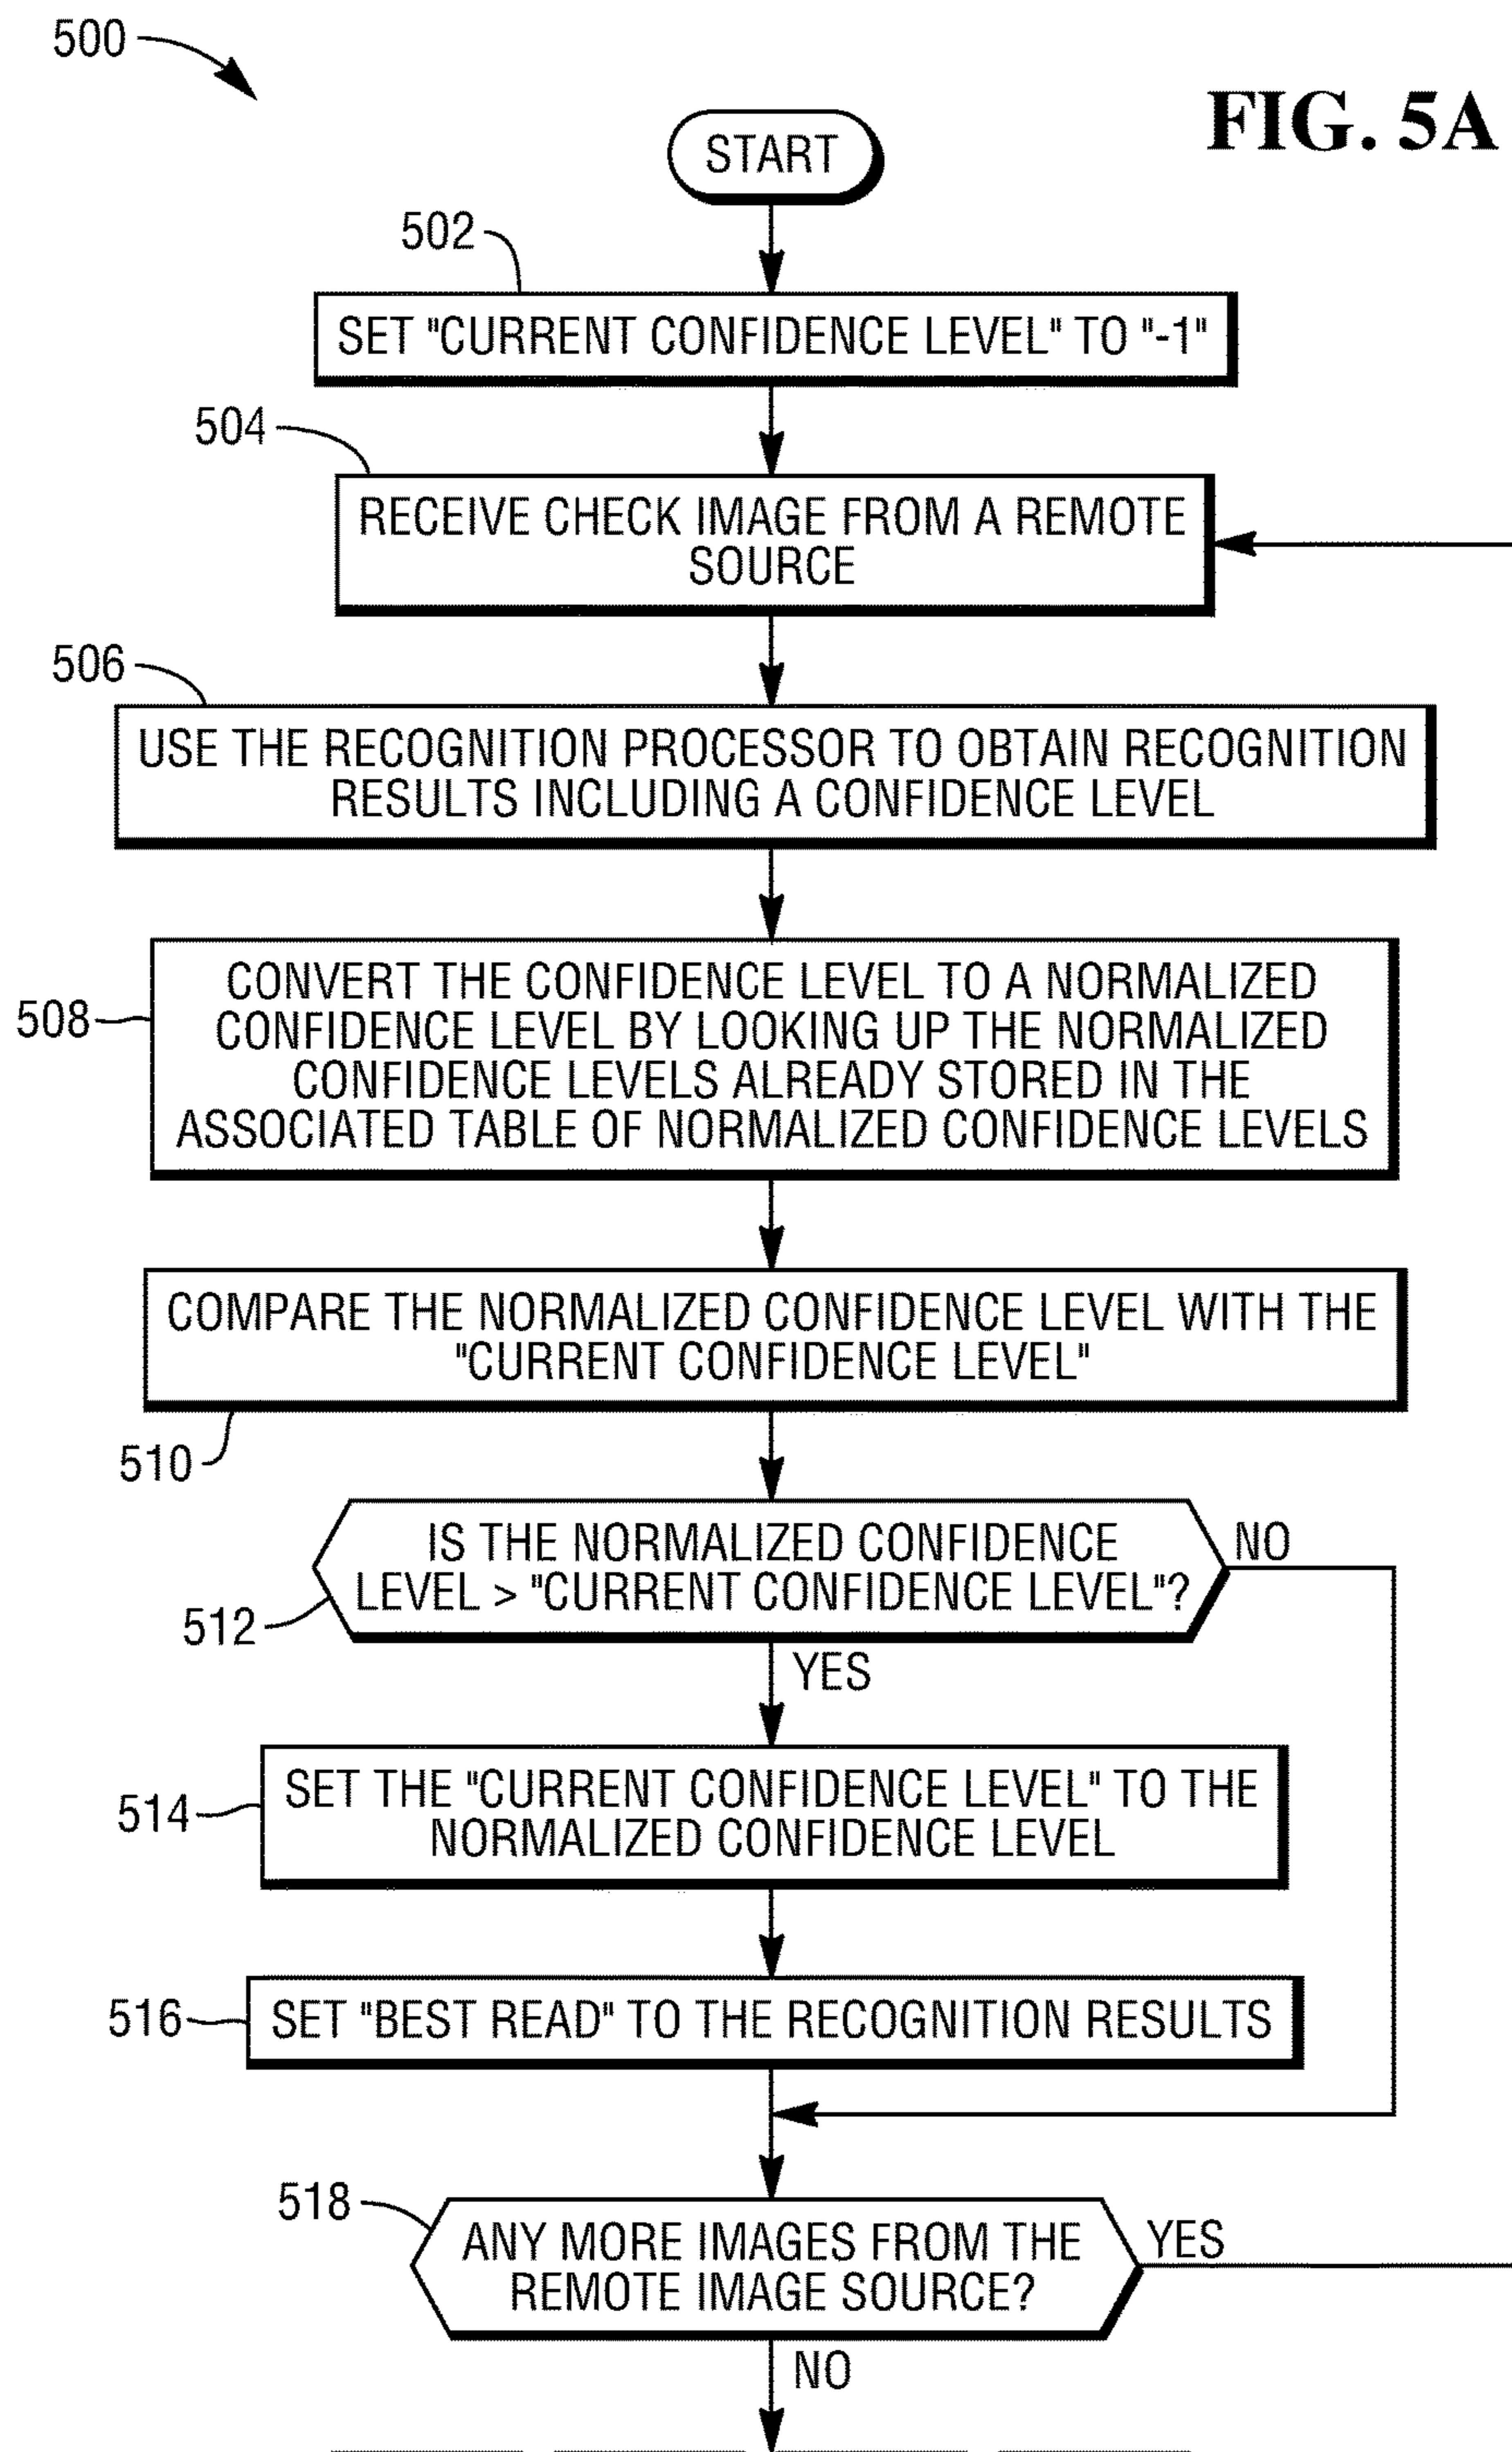 500
FIG. 5A
START
502
SET "CURRENT CONFIDENCE LEVEL" TO "-1"
504
RECEIVE CHECK IMAGE FROM A REMOTE
SOURCE
506
USE THE RECOGNITION PROCESSOR TO OBTAIN RECOGNITION
RESULTS INCLUDING A CONFIDENCE LEVEL
508
CONVERT THE CONFIDENCE LEVEL TO A NORMALIZED
CONFIDENCE LEVEL BY LOOKING UP THE NORMALIZED
CONFIDENCE LEVELS ALREADY STORED IN THE
ASSOCIATED TABLE OF NORMALIZED CONFIDENCE LEVELS
COMPARE THE NORMALIZED CONFIDENCE LEVEL WITH THE
"CURRENT CONFIDENCE LEVEL"
510
IS THE NORMALIZED CONFIDENCE
LEVEL > "CURRENT CONFIDENCE LEVEL"?
NO
512
YES
SET THE "CURRENT CONFIDENCE LEVEL" TO THE
NORMALIZED CONFIDENCE LEVEL
514
516
SET "BEST READ" TO THE RECOGNITION RESULTS
518
ANY MORE IMAGES FROM THE
REMOTE IMAGE SOURCE?
YES
NO